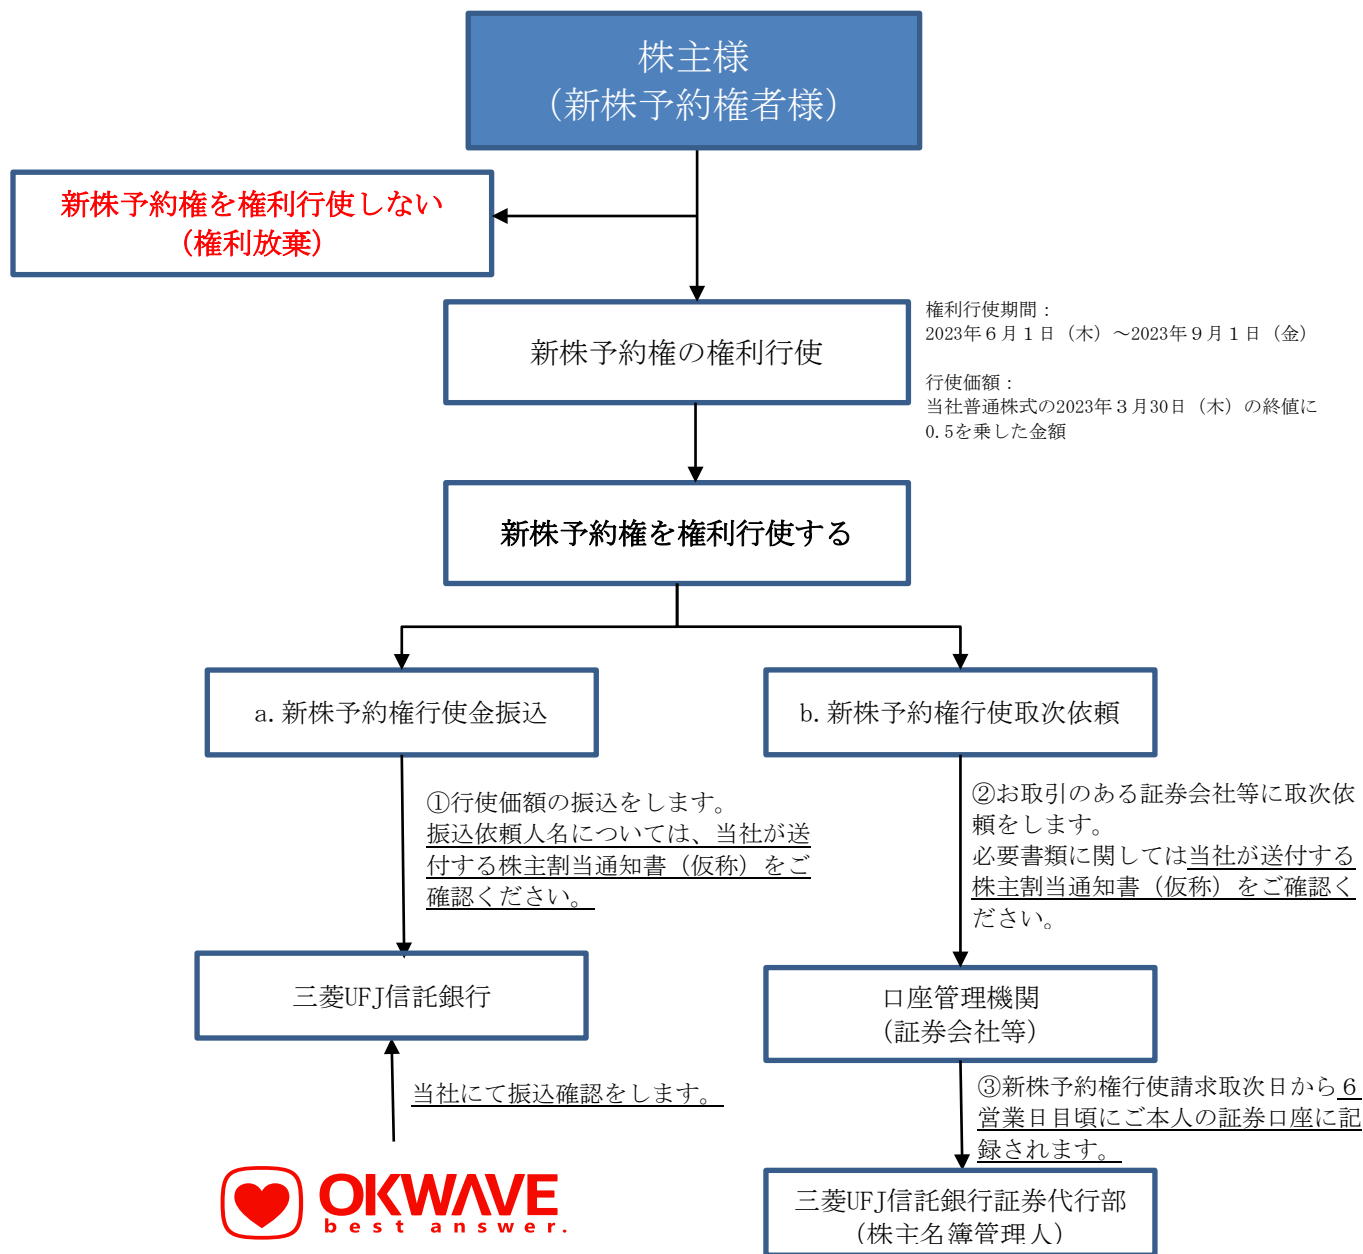 株主様
（新株予約権者様）
新株予約権を権利行使しない
（権利放棄）
新株予約権の権利行使
権利行使期間：
2023年６月１日（木）～2023年９月１日（金）
行使価額：
当社普通株式の2023年３月30日（木）の終値に
0.5を乗した金額
新株予約権を権利行使する
a.新株予約権行使金振込
b.新株予約権行使取次依頼
①行使価額の振込をします。
振込依頼人名については、当社が送
付する株主割当通知書（仮称）をご
確認ください。
②お取引のある証券会社等に取次依
頼をします。
必要書類に関しては当社が送付する
株主割当通知書（仮称）をご確認く
ださい。
三菱UFJ信託銀行
口座管理機関
（証券会社等）
当社にて振込確認をします。
③新株予約権行使請求取次日から６
営業日目頃にご本人の証券口座に記
録されます。
OKWAVE
best answer.
三菱UFJ信託銀行証券代行部
（株主名簿管理人）